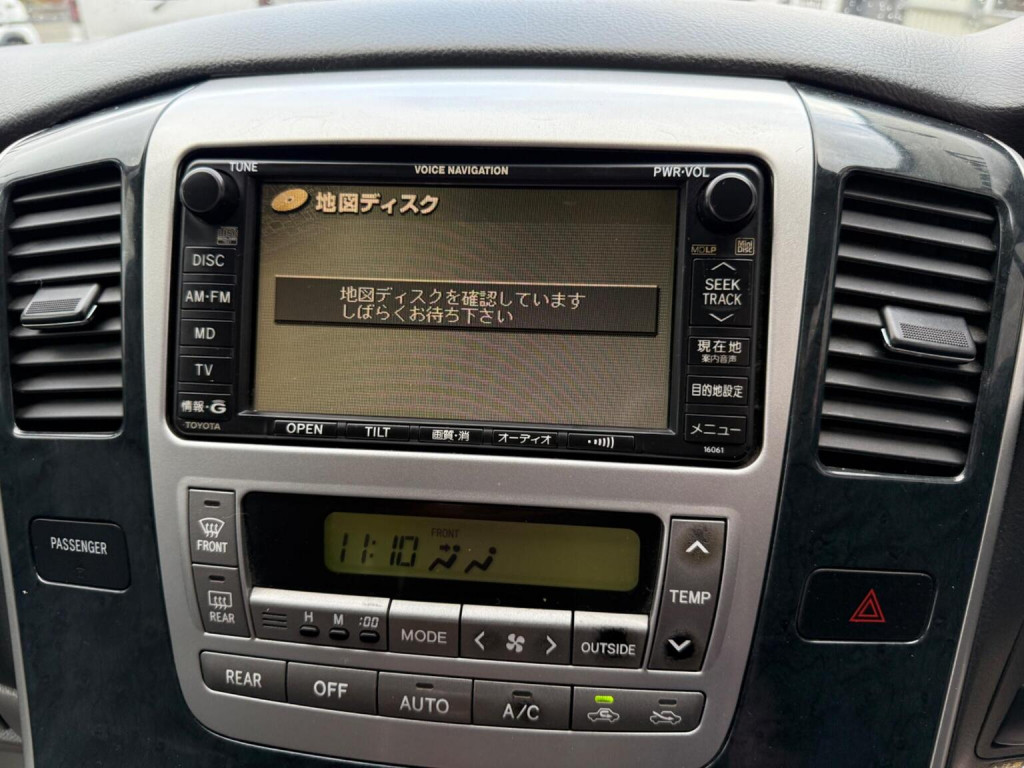 TUNE
VOICE NAVIGATION
PWR·VOL
地図ディスク
DISC
AM·FM
MD
TV
情報·G
TOYOTA
地図ディスクを確認しています
しばらくお待ち下さい
MDLP
Mini DISC
SEEK
TRACK
現在地
案内音声
目的地設定
メニュー
16061
OPEN
TILT
画質·消
オーディオ
PASSENGER
FRONT
REAR
FRONT
11:10
TEMP
H
M
:00
MODE
OUTSIDE
REAR
OFF
AUTO
A/C